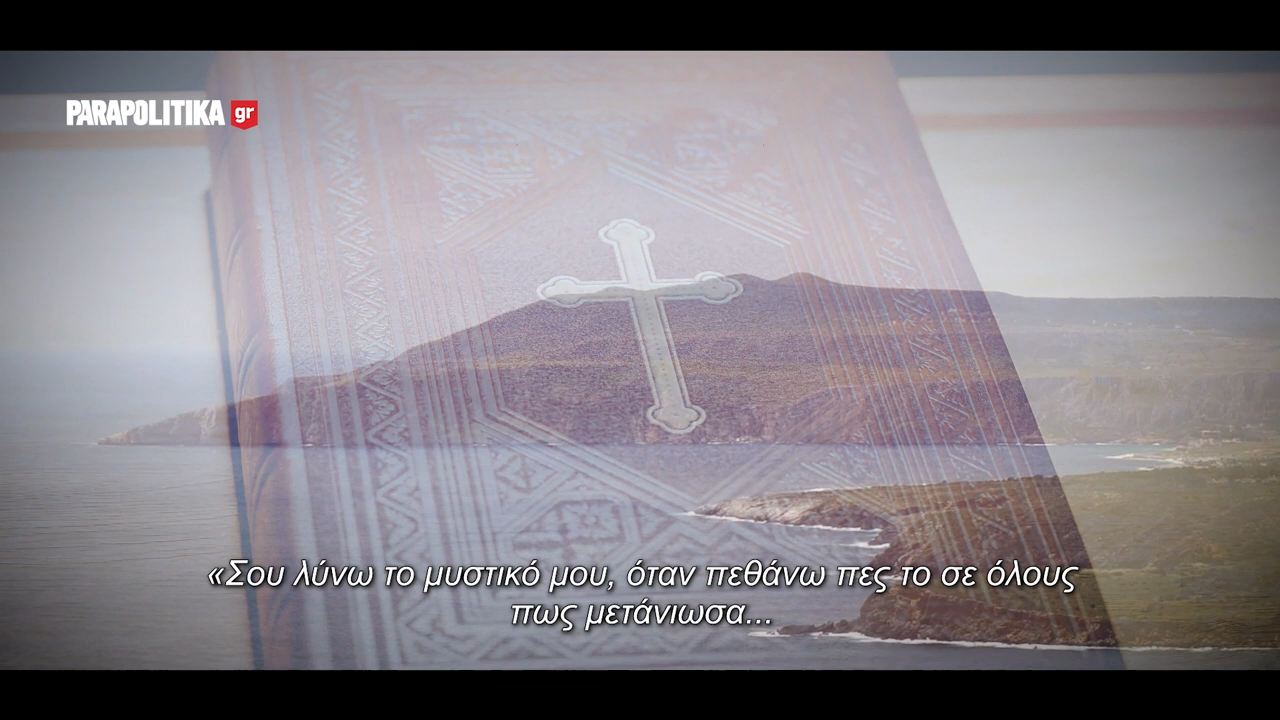 PARAPOLITIKA gr
«Σου λύνω το μυστικό μου, όταν πεθάνω πες το σε όλους
πως μετάνιωσα...